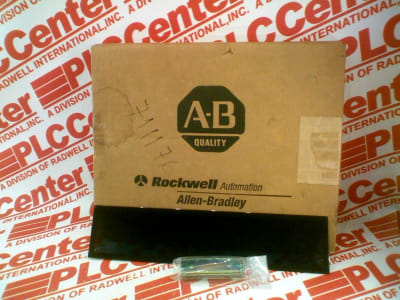 A-B
QUALITY
Rockwell Automation
Allen-Bradley
PLCCenter
A DIVISION OF RADWELL INTERNATIONAL, INC.